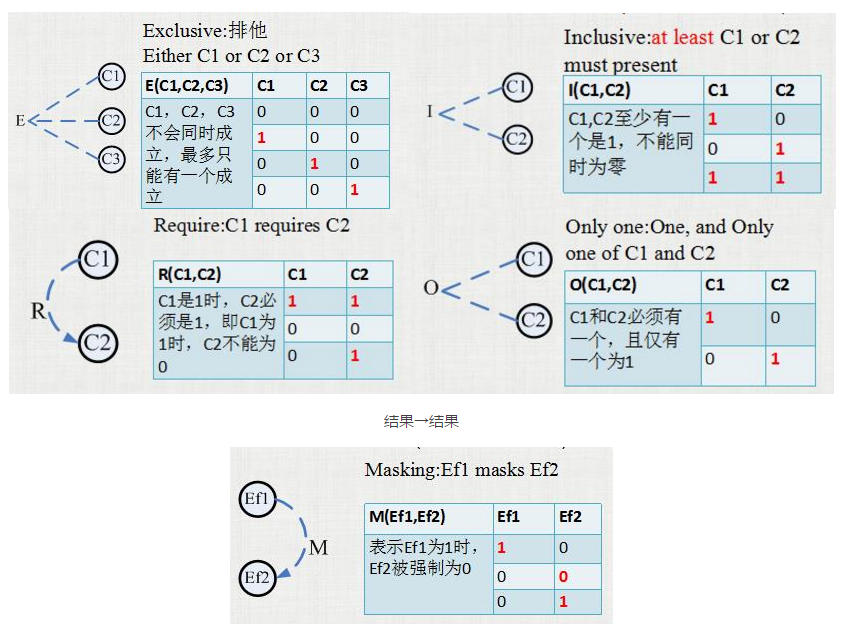 Exclusive:排他
Either C1 or C2 or C3
E
C1
C2
C3
E(C1,C2,C3) C1 C2 C3
C1, C2, C3
不会同时成
立，最多只
能有一个成
立
0 0 0
1 0 0
0 1 0
0 0 1
Inclusive:at least C1 or C2
must present
I
C1
C2
I(C1,C2) C1 C2
C1,C2至少有一
个是1，不能同
时为零
1 0
0 1
1 1
Require:C1 requires C2
R
C1
C2
R(C1,C2) C1 C2
C1是1时，C2必
须是1，即C1为
1时，C2不能为
0
1 1
0 0
0 1
Only one:One, and Only
one of C1 and C2
O
C1
C2
O(C1,C2) C1 C2
C1和C2必须有
一个，且仅有
一个为1
1 0
0 1
结果→结果
Masking:Ef1 masks Ef2
Ef1
M
Ef2
M(Ef1,Ef2) Ef1 Ef2
表示Ef1为1时，
Ef2被强制为0
1 0
0 0
0 1